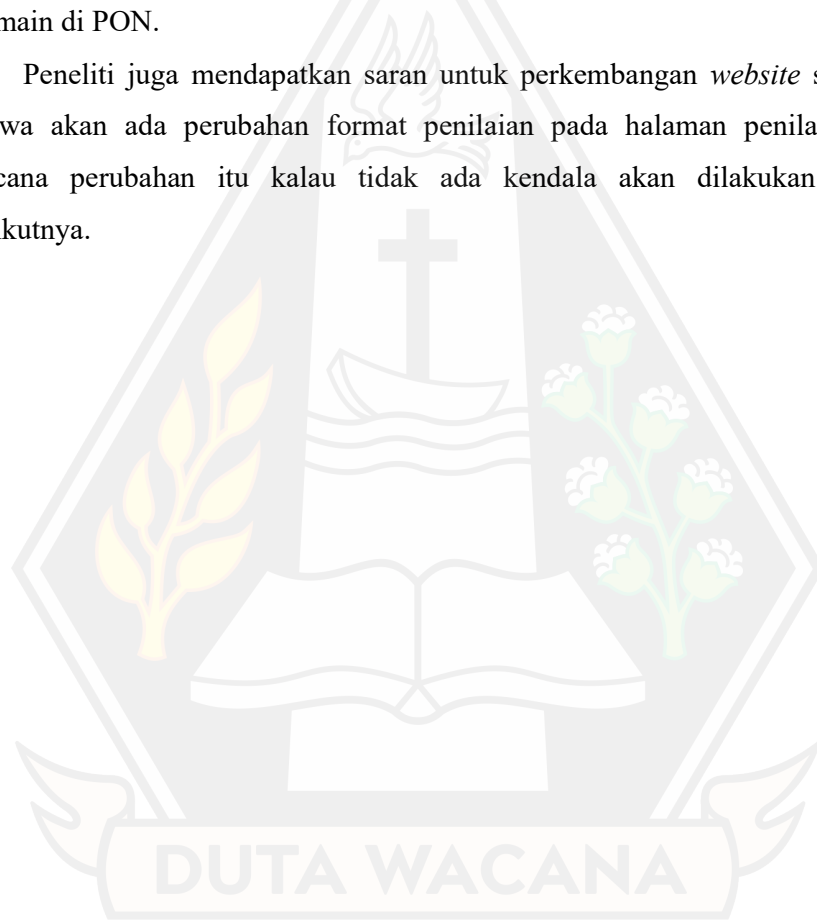 main di PON.
Peneliti juga mendapatkan saran untuk perkembangan website s
wa akan ada perubahan format penilaian pada halaman penila
cana perubahan itu kalau tidak ada kendala akan dilakukan
kutnya.
DUTA WACANA